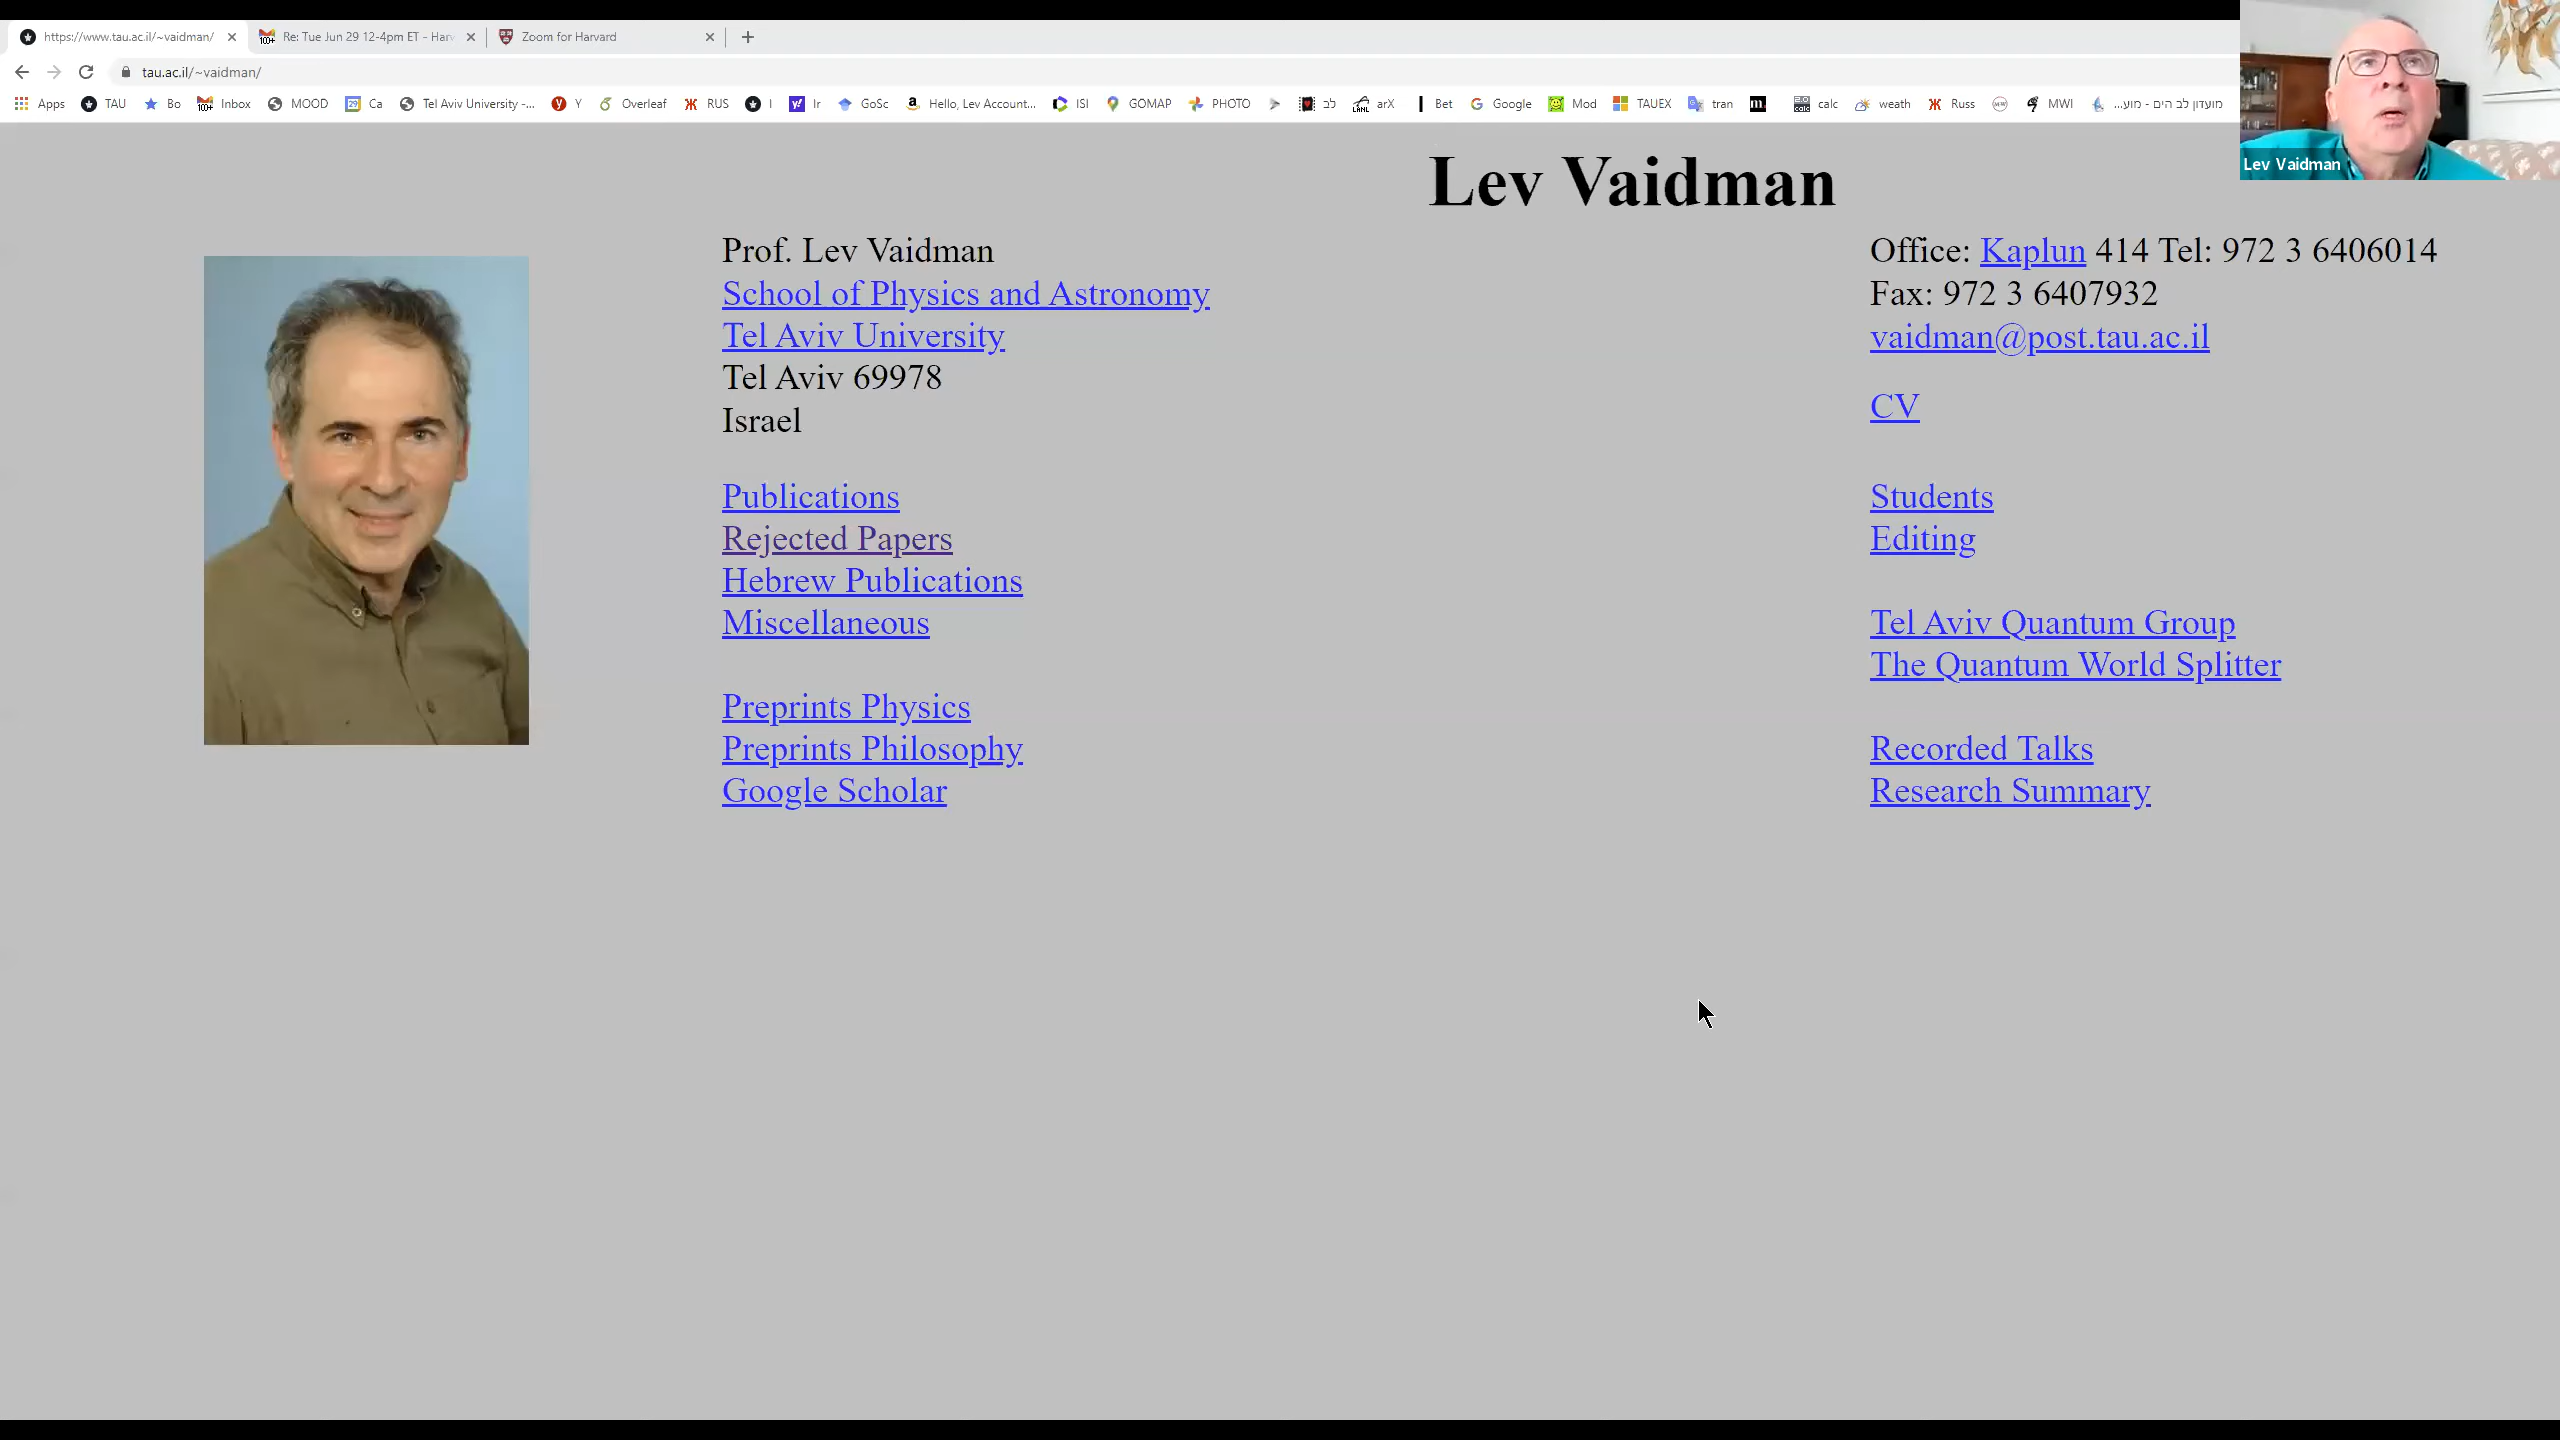 https://www.tau.ac.il/~vaidman/
Re: Tue Jun 29 12-4pm ET - Har
Zoom for Harvard
tau.ac.il/~vaidman/
Apps TAU Bo Inbox MOOD Ca Tel Aviv University -... Y Overleaf RUS I Ir GoSc Hello, Lev Account... ISI GOMAP PHOTO לב arX Bet Google Mod TAUEX tran calc weath Russ MWI מועדון לב הים - מוע...
Lev Vaidman
Lev Vaidman
Prof. Lev Vaidman
School of Physics and Astronomy
Tel Aviv University
Tel Aviv 69978
Israel
Publications
Rejected Papers
Hebrew Publications
Miscellaneous
Preprints Physics
Preprints Philosophy
Google Scholar
Office: Kaplun 414 Tel: 972 3 6406014
Fax: 972 3 6407932
vaidman@post.tau.ac.il
CV
Students
Editing
Tel Aviv Quantum Group
The Quantum World Splitter
Recorded Talks
Research Summary